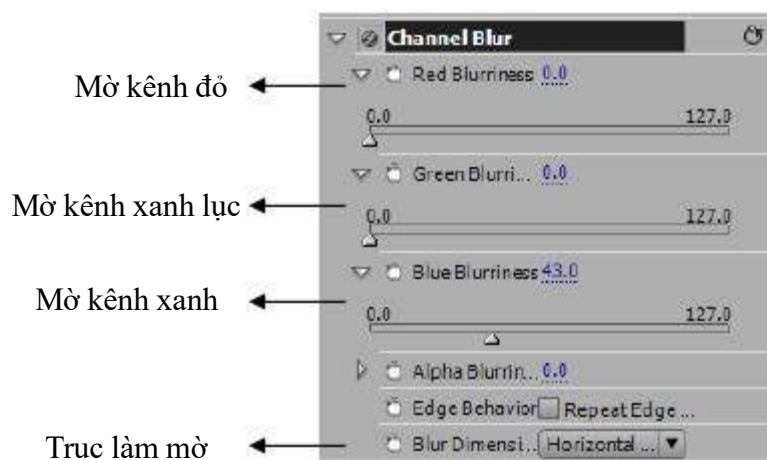 Channel Blur
Mờ kênh đỏ
Red Blurriness 0.0
0.0 127.0
Mờ kênh xanh lục
Green Blurri... 0.0
0.0 127.0
Mờ kênh xanh
Blue Blurriness 43.0
0.0 127.0
Alpha Blurrin... 0.0
Edge Behavior Repeat Edge ...
Trục làm mờ
Blur Dimensi... Horizontal ...